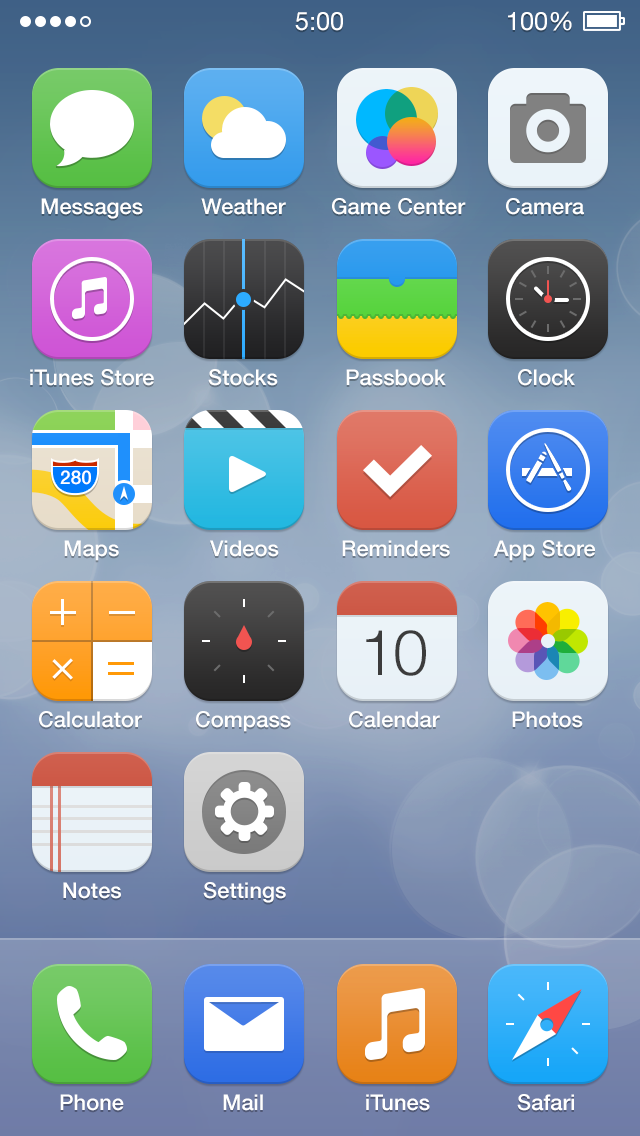 5:00 100%
Messages Weather Game Center Camera
iTunes Store Stocks Passbook Clock
280
Maps Videos Reminders App Store
10
Calculator Compass Calendar Photos
Notes Settings
Phone Mail iTunes Safari